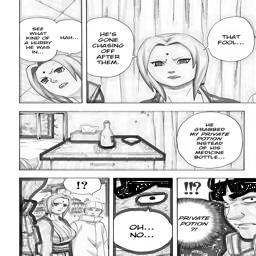 THAT
FOOL...
HE'S
GONE
CHASING
OFF
AFTER
THEM.
HAH...
SEE
WHAT
KIND OF
A HURRY
HE WAS
IN...
HE
GRABBED
MY PRIVATE
POTION
INSTEAD
OF HIS
MEDICINE
BOTTLE...
!!?
PRIVATE
POTION
?!
OH...
NO...
!?